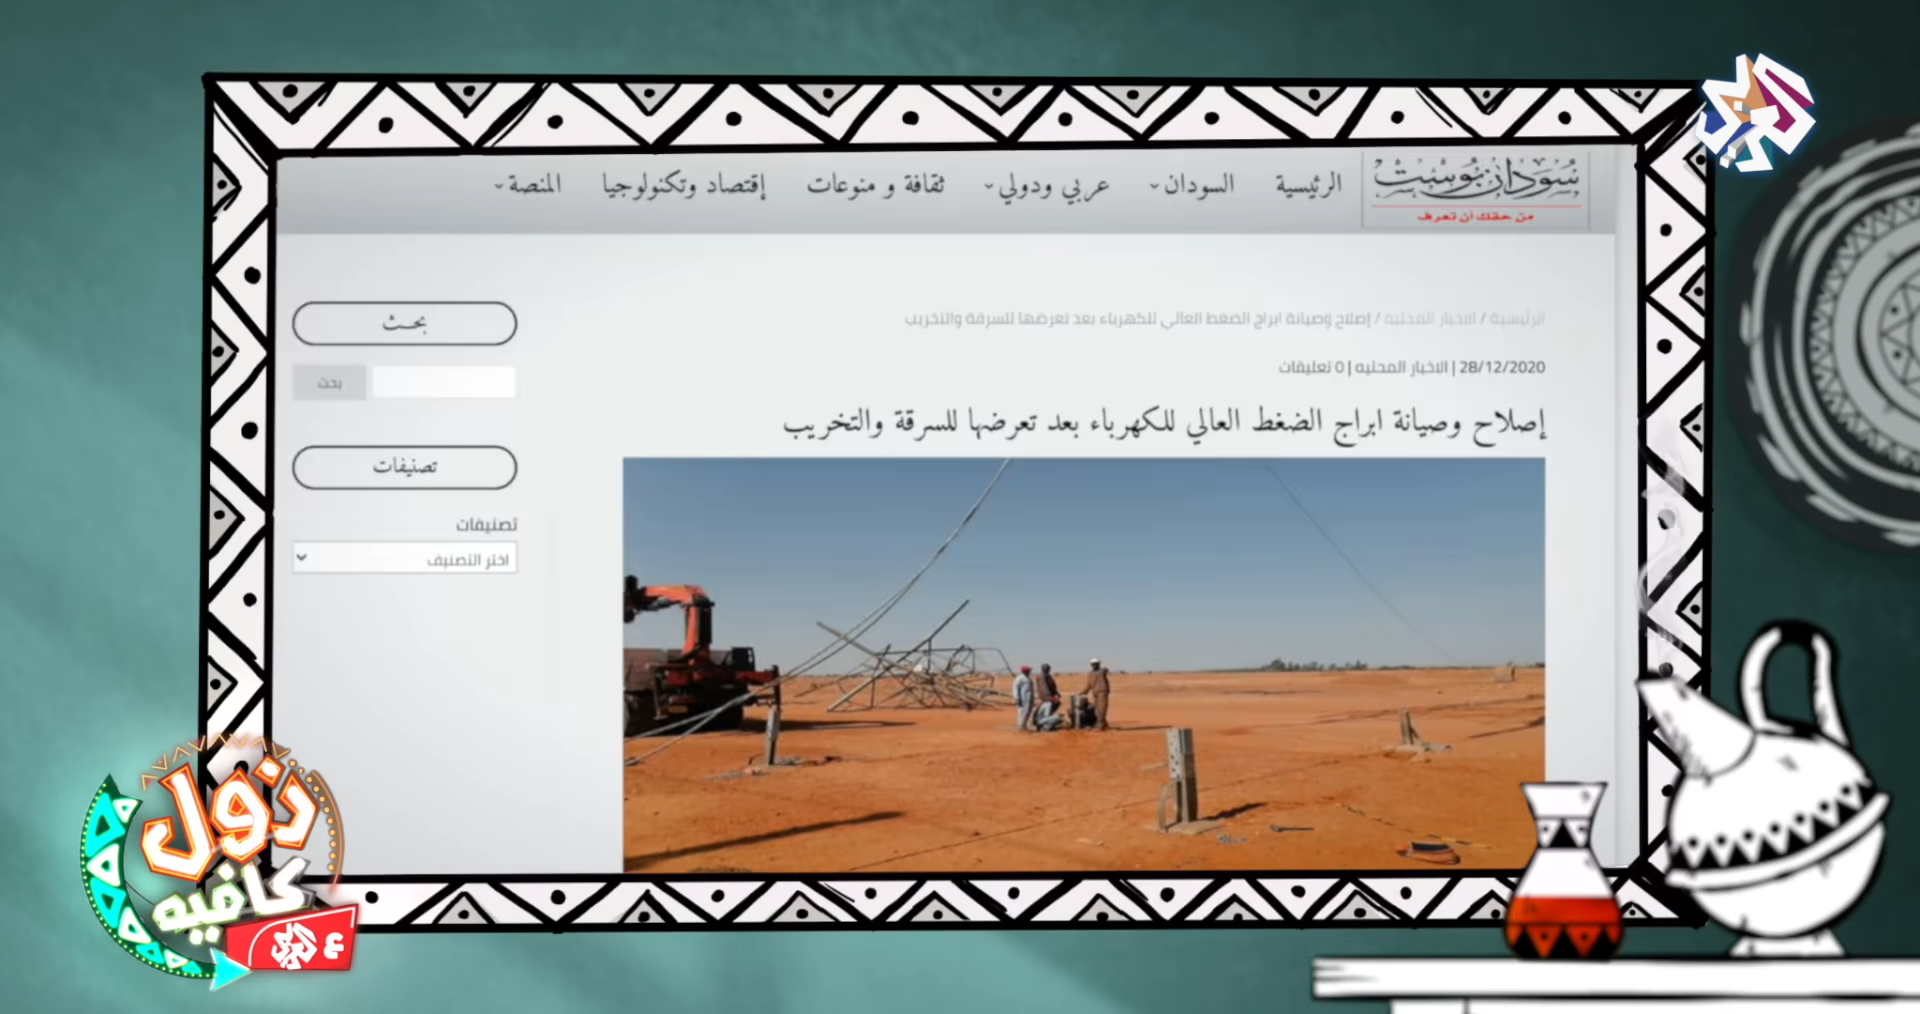 العربي
سودان بوست
من حقك أن تعرف
الرئيسية السودان عربي ودولي ثقافة و منوعات إقتصاد وتكنولوجيا المنصة
الرئيسية / الاخبار المحليه / إصلاح وصيانة ابراج الضغط العالي للكهرباء بعد تعرضها للسرقة والتخريب
28/12/2020 | الاخبار المحليه | 0 تعليقات
إصلاح وصيانة ابراج الضغط العالي للكهرباء بعد تعرضها للسرقة والتخريب
بحث
بحث
تصنيفات
تصنيفات
اختر التصنيف
زول
كافيه
العربي ع